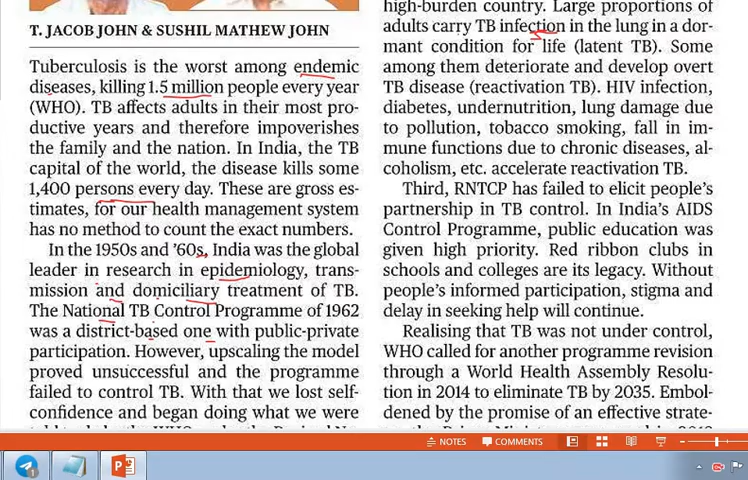 T. JACOB JOHN & SUSHIL MATHEW JOHN
Tuberculosis is the worst among endemic
diseases, killing 1.5 million people every year
(WHO). TB affects adults in their most pro-
ductive years and therefore impoverishes
the family and the nation. In India, the TB
capital of the world, the disease kills some
1,400 persons every day. These are gross es-
timates, for our health management system
has no method to count the exact numbers.
In the 1950s and ’60s, India was the global
leader in research in epidemiology, trans-
mission and domiciliary treatment of TB.
The National TB Control Programme of 1962
was a district-based one with public-private
participation. However, upscaling the model
proved unsuccessful and the programme
failed to control TB. With that we lost self-
confidence and began doing what we were
high-burden country. Large proportions of
adults carry TB infection in the lung in a dor-
mant condition for life (latent TB). Some
among them deteriorate and develop overt
TB disease (reactivation TB). HIV infection,
diabetes, undernutrition, lung damage due
to pollution, tobacco smoking, fall in im-
mune functions due to chronic diseases, al-
coholism, etc. accelerate reactivation TB.
Third, RNTCP has failed to elicit people’s
partnership in TB control. In India’s AIDS
Control Programme, public education was
given high priority. Red ribbon clubs in
schools and colleges are its legacy. Without
people’s informed participation, stigma and
delay in seeking help will continue.
Realising that TB was not under control,
WHO called for another programme revision
through a World Health Assembly Resolu-
tion in 2014 to eliminate TB by 2035. Embol-
dened by the promise of an effective strate-
NOTES COMMENTS